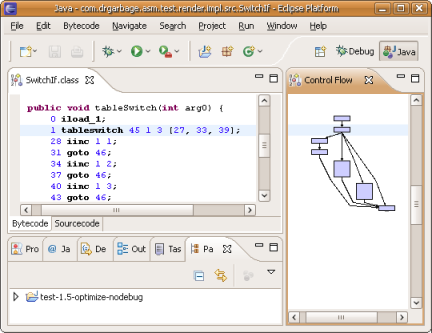 Java - com.drgarbage.asm.test.render.impl.src.SwitchIf - Eclipse Platform
File Edit Navigate Search Project Run Window Help
Debug Java
SwitchIf.class
public void tableSwitch(int arg0) {
0 iload_1;
1 tableswitch 45 1 3 [27, 33, 39];
28 iinc 1 1;
31 goto 46;
34 iinc 1 2;
37 goto 46;
40 iinc 1 3;
43 goto 46;
Bytecode Sourcecode
Control Flow
Pro @ Ja De Out Tas Pa
test-1.5-optimize-nodebug